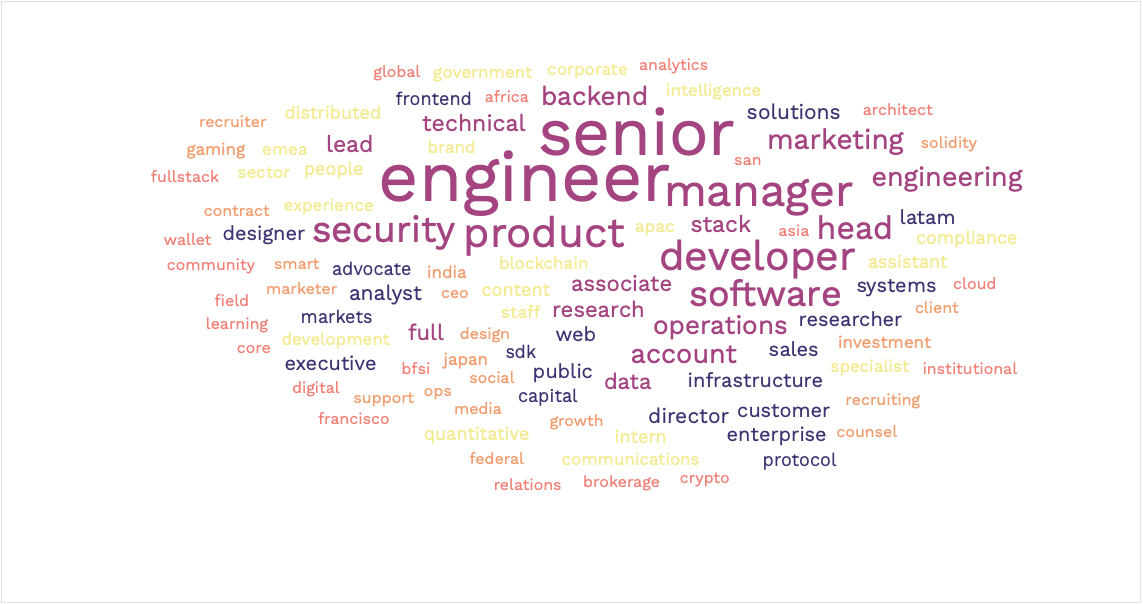 global government corporate analytics
frontend africa backend intelligence
recruiter distributed technical senior solutions architect
gaming emea lead brand marketing solidity
fullstack sector people engineer san manager engineering
contract experience
wallet designer security product apac stack asia head latam compliance
community smart advocate india blockchain developer assistant
field marketer analyst ceo content associate software systems cloud
learning markets full staff research operations researcher client
core development design web account sales investment
executive bfsi japan sdk specialist institutional
digital support ops social public data infrastructure
francisco media capital growth director customer recruiting
quantitative intern enterprise counsel
federal communications protocol
relations brokerage crypto